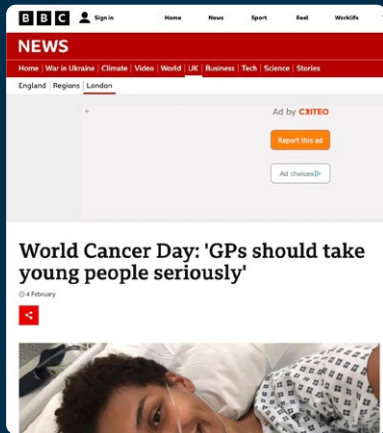 BBC Sign in Home News Sport Reel Worklife
NEWS
Home War in Ukraine Climate Video World UK Business Tech Science Stories
England Regions London
Ad by CRITEO
Report this ad
Ad choices
World Cancer Day: 'GPs should take
young people seriously'
4 February